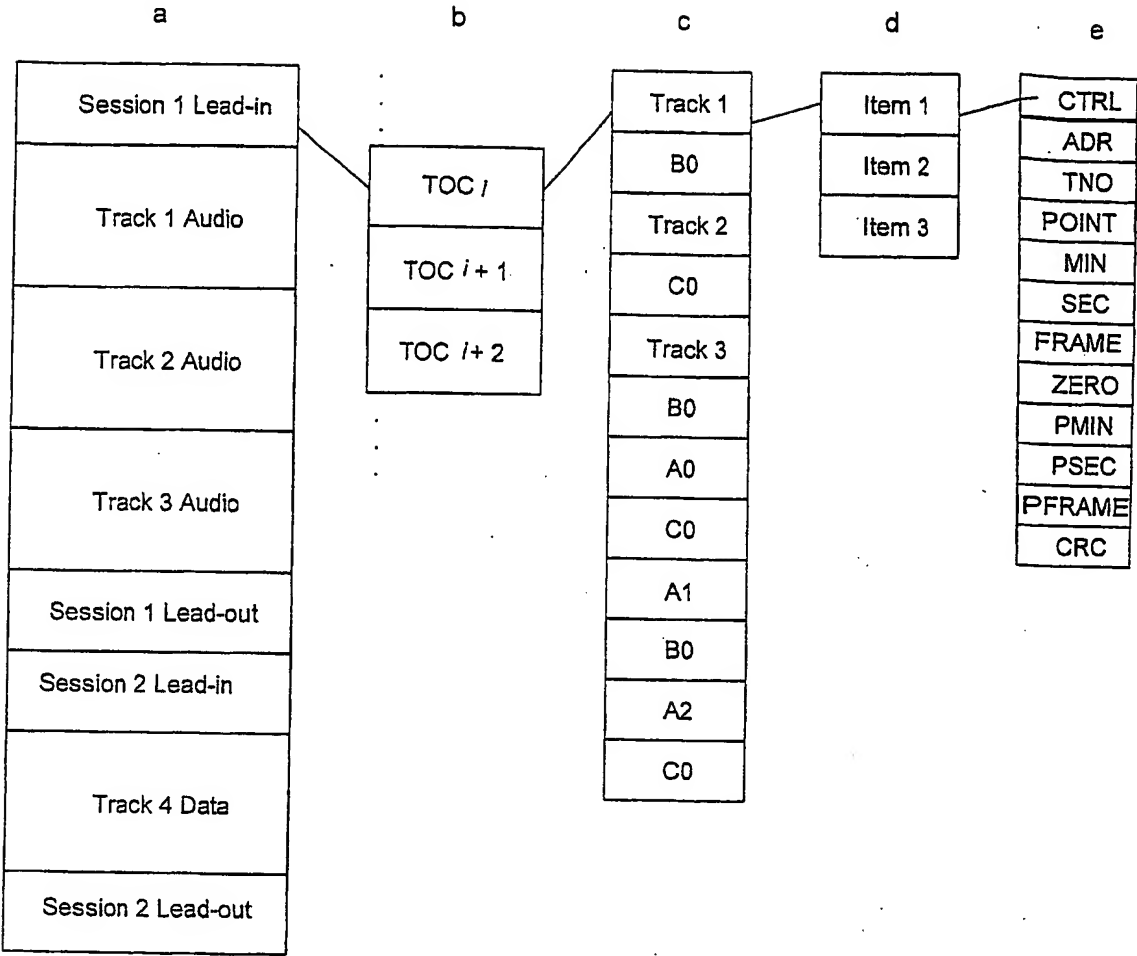 a
b
c
d
e
Session 1 Lead-in
Track 1 Audio
Track 2 Audio
Track 3 Audio
Session 1 Lead-out
Session 2 Lead-in
Track 4 Data
Session 2 Lead-out
TOC i
TOC i + 1
TOC i + 2
Track 1
B0
Track 2
C0
Track 3
B0
A0
C0
A1
B0
A2
C0
Item 1
Item 2
Item 3
CTRL
ADR
TNO
POINT
MIN
SEC
FRAME
ZERO
PMIN
PSEC
PFRAME
CRC